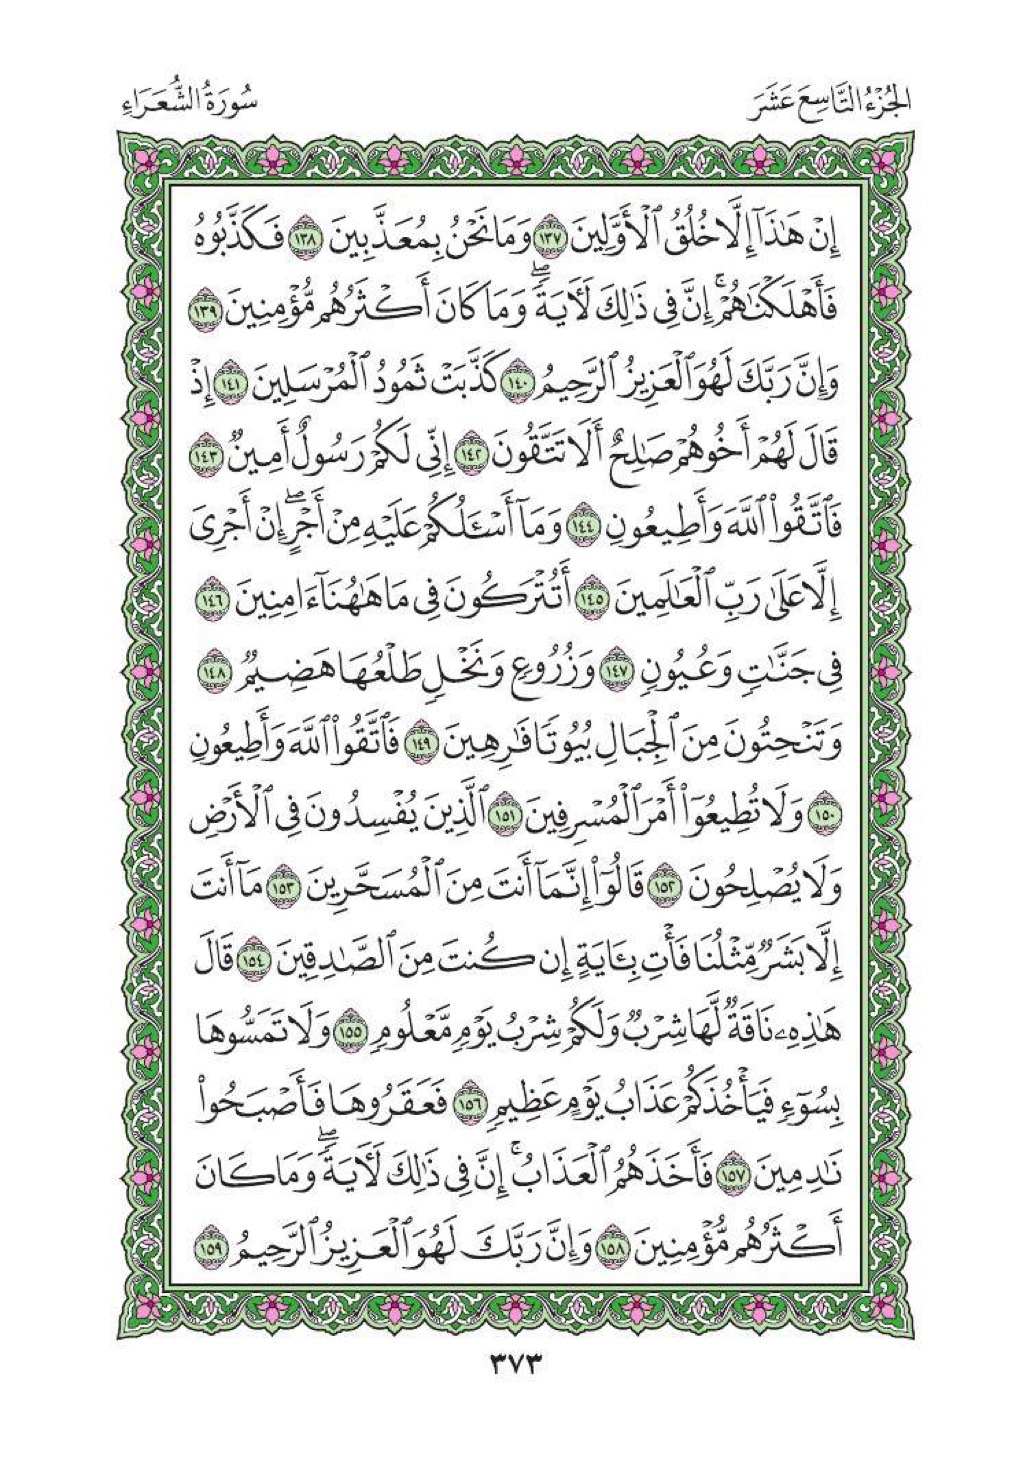 الجُزْءُ التَّاسِعَ عَشَرَ
سُورَةُ الشُّعَرَاءِ
إِنْ هَٰذَآ إِلَّا خُلُقُ ٱلْأَوَّلِينَ ١٣٧ وَمَا نَحْنُ بِمُعَذَّبِينَ ١٣٨ فَكَذَّبُوهُ
فَأَهْلَكْنَٰهُمْۚ إِنَّ فِى ذَٰلِكَ لَءَايَةًۖ وَمَا كَانَ أَكْثَرُهُم مُّؤْمِنِينَ ١٣٩
وَإِنَّ رَبَّكَ لَهُوَ ٱلْعَزِيزُ ٱلرَّحِيمُ ١٤٠ كَذَّبَتْ ثَمُودُ ٱلْمُرْسَلِينَ ١٤١ إِذْ
قَالَ لَهُمْ أَخُوهُمْ صَٰلِحٌ أَلَا تَتَّقُونَ ١٤٢ إِنِّى لَكُمْ رَسُولٌ أَمِينٌ ١٤٣
فَٱتَّقُوا۟ ٱللَّهَ وَأَطِيعُونِ ١٤٤ وَمَآ أَسْـَٔلُكُمْ عَلَيْهِ مِنْ أَجْرٍۖ إِنْ أَجْرِىَ
إِلَّا عَلَىٰ رَبِّ ٱلْعَٰلَمِينَ ١٤٥ أَتُتْرَكُونَ فِى مَا هَٰهُنَآ ءَامِنِينَ ١٤٦
فِى جَنَّٰتٍ وَعُيُونٍ ١٤٧ وَزُرُوعٍ وَنَخْلٍ طَلْعُهَا هَضِيمٌ ١٤٨
وَتَنْحِتُونَ مِنَ ٱلْجِبَالِ بُيُوتًا فَٰرِهِينَ ١٤٩ فَٱتَّقُوا۟ ٱللَّهَ وَأَطِيعُونِ
١٥٠ وَلَا تُطِيعُوٓا۟ أَمْرَ ٱلْمُسْرِفِينَ ١٥١ ٱلَّذِينَ يُفْسِدُونَ فِى ٱلْأَرْضِ
وَلَا يُصْلِحُونَ ١٥٢ قَالُوٓا۟ إِنَّمَآ أَنتَ مِنَ ٱلْمُسَحَّرِينَ ١٥٣ مَآ أَنتَ
إِلَّا بَشَرٌ مِّثْلُنَا فَأْتِ بِـَٔايَةٍ إِن كُنتَ مِنَ ٱلصَّٰدِقِينَ ١٥٤ قَالَ
هَٰذِهِۦ نَاقَةٌ لَّهَا شِرْبٌ وَلَكُمْ شِرْبُ يَوْمٍ مَّعْلُومٍ ١٥٥ وَلَا تَمَسُّوهَا
بِسُوٓءٍ فَيَأْخُذَكُمْ عَذَابُ يَوْمٍ عَظِيمٍ ١٥٦ فَعَقَرُوهَا فَأَصْبَحُوا۟
نَٰدِمِينَ ١٥٧ فَأَخَذَهُمُ ٱلْعَذَابُۚ إِنَّ فِى ذَٰلِكَ لَءَايَةًۖ وَمَا كَانَ
أَكْثَرُهُم مُّؤْمِنِينَ ١٥٨ وَإِنَّ رَبَّكَ لَهُوَ ٱلْعَزِيزُ ٱلرَّحِيمُ ١٥٩
٣٧٣